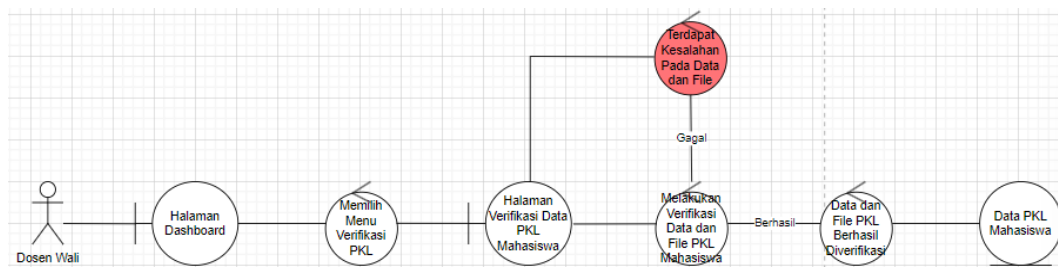 Terdapat
Kesalahan
Pada Data
dan File
Gagal
Dosen Wali
Halaman
Dashboard
Memilih
Menu
Verifikasi
PKL
Halaman
Verifikasi Data
PKL
Mahasiswa
Melakukan
Verifikasi
Data dan
File PKL
Mahasiswa
Berhasil
Data dan
File PKL
Berhasil
Diverifikasi
Data PKL
Mahasiswa